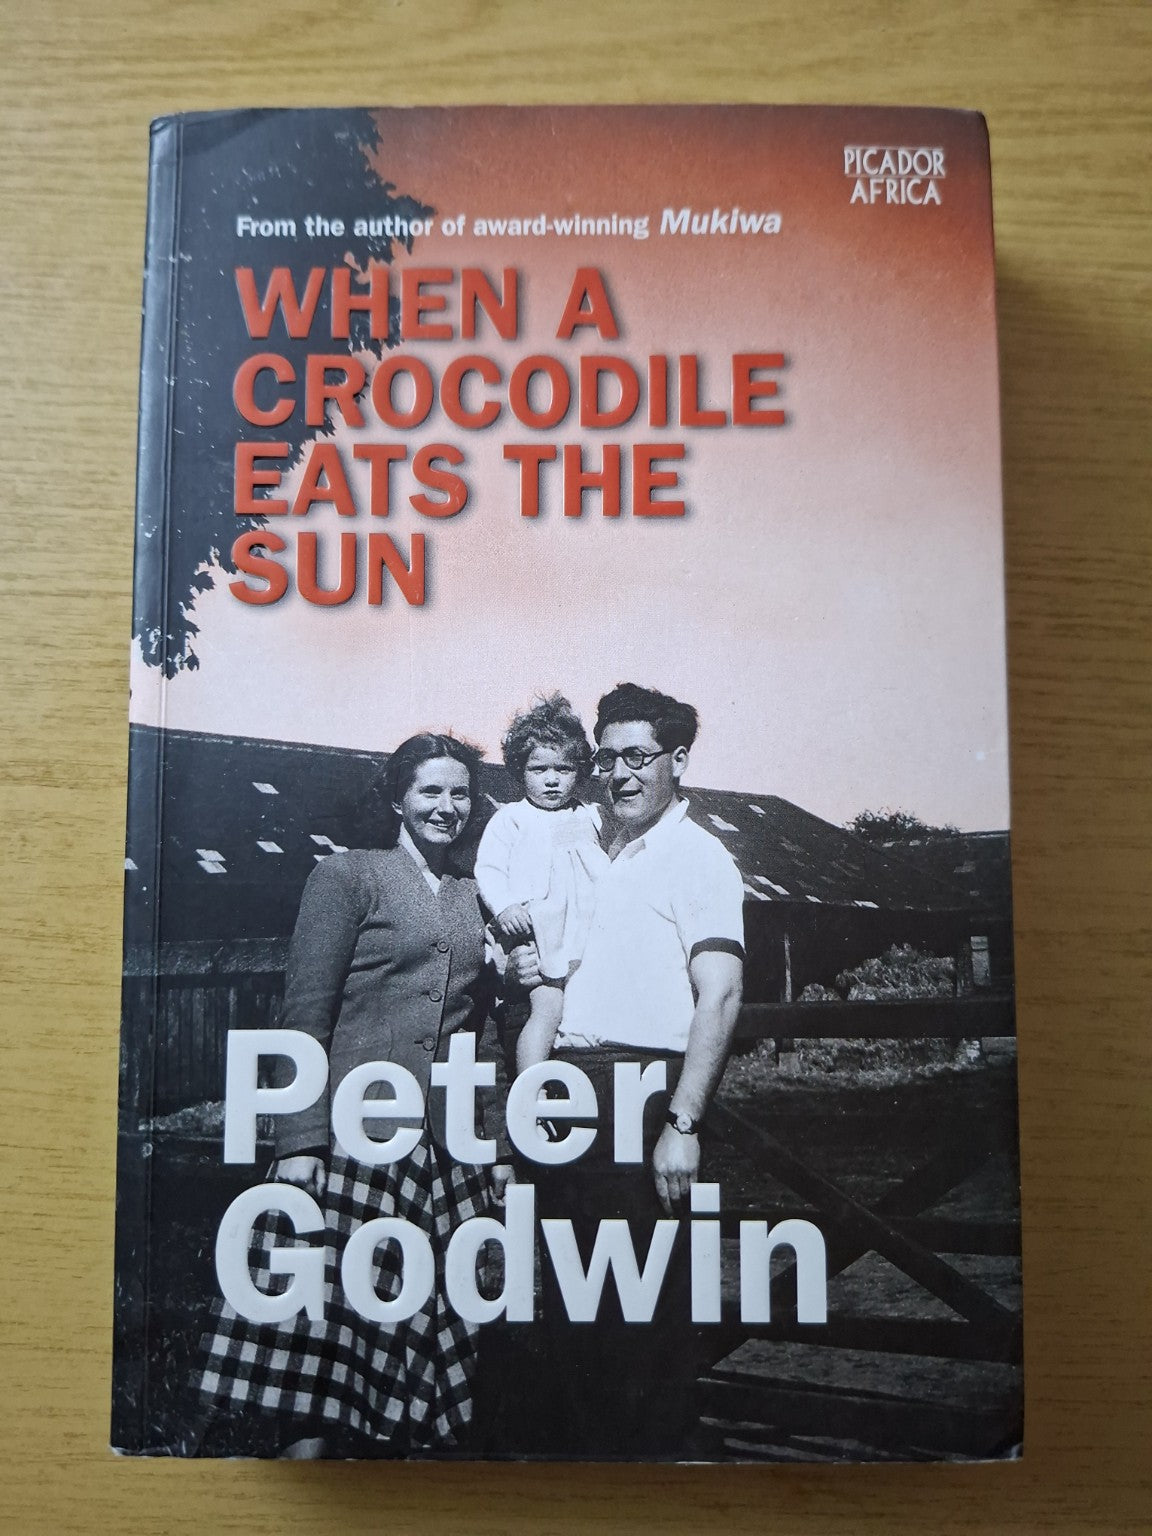 PICADOR
AFRICA
From the author of award-winning Mukiwa
WHEN A
CROCODILE
EATS THE
SUN
Peter
Godwin